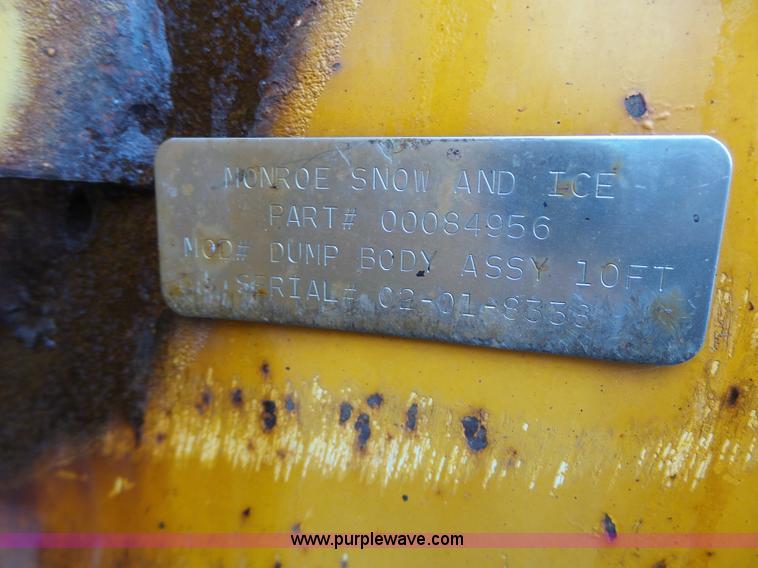 MONROE SNOW AND ICE
PART# 00084956
MOD# DUMP BODY ASSY 10FT
SERIAL# 02-01-8338
www.purplewave.com